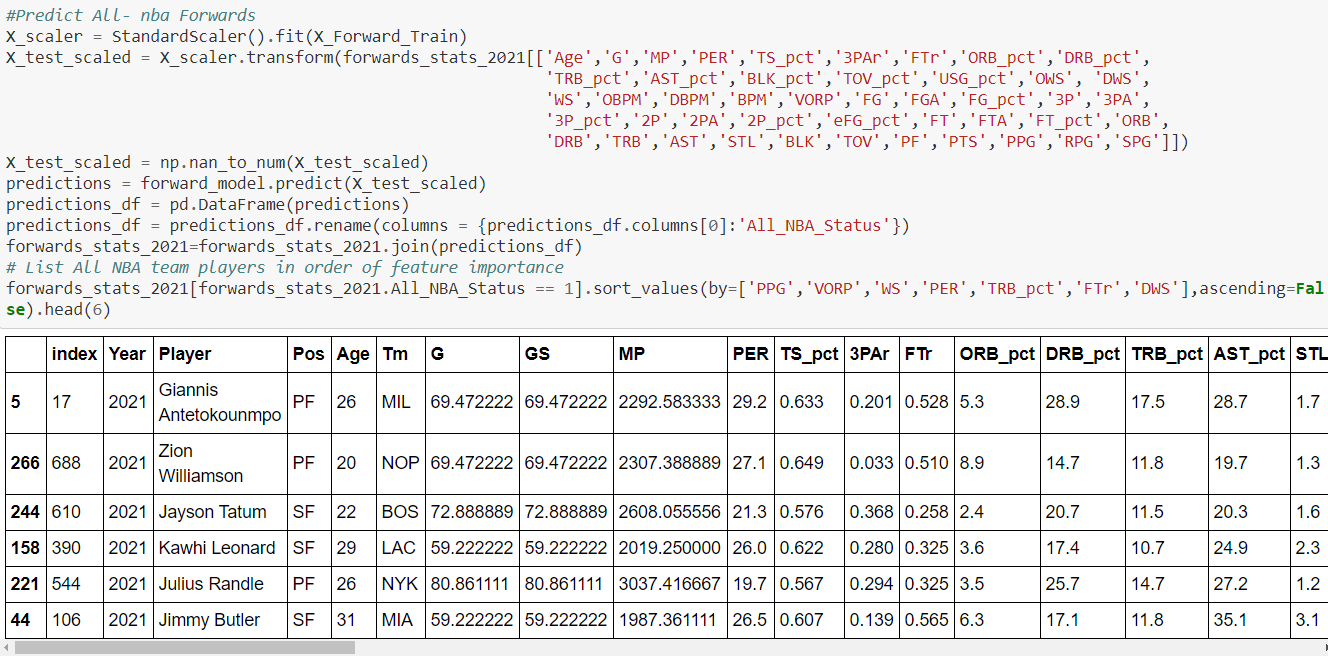 #Predict All- nba Forwards
X_scaler = StandardScaler().fit(X_Forward_Train)
X_test_scaled = X_scaler.transform(forwards_stats_2021[['Age','G','MP','PER','TS_pct','3PAr','FTr','ORB_pct','DRB_pct',
'TRB_pct','AST_pct','BLK_pct','TOV_pct','USG_pct','OWS', 'DWS',
'WS','OBPM','DBPM','BPM','VORP','FG','FGA','FG_pct','3P','3PA',
'3P_pct','2P','2PA','2P_pct','eFG_pct','FT','FTA','FT_pct','ORB',
'DRB','TRB','AST','STL','BLK','TOV','PF','PTS','PPG','RPG','SPG']])
X_test_scaled = np.nan_to_num(X_test_scaled)
predictions = forward_model.predict(X_test_scaled)
predictions_df = pd.DataFrame(predictions)
predictions_df = predictions_df.rename(columns = {predictions_df.columns[0]:'All_NBA_Status'})
forwards_stats_2021=forwards_stats_2021.join(predictions_df)
# List All NBA team players in order of feature importance
forwards_stats_2021[forwards_stats_2021.All_NBA_Status == 1].sort_values(by=['PPG','VORP','WS','PER','TRB_pct','FTr','DWS'],ascending=Fal
se).head(6)
index Year Player Pos Age Tm G GS MP PER TS_pct 3PAr FTr ORB_pct DRB_pct TRB_pct AST_pct STL
5 17 2021 Giannis Antetokounmpo PF 26 MIL 69.472222 69.472222 2292.583333 29.2 0.633 0.201 0.528 5.3 28.9 17.5 28.7 1.7
266 688 2021 Zion Williamson PF 20 NOP 69.472222 69.472222 2307.388889 27.1 0.649 0.033 0.510 8.9 14.7 11.8 19.7 1.3
244 610 2021 Jayson Tatum SF 22 BOS 72.888889 72.888889 2608.055556 21.3 0.576 0.368 0.258 2.4 20.7 11.5 20.3 1.6
158 390 2021 Kawhi Leonard SF 29 LAC 59.222222 59.222222 2019.250000 26.0 0.622 0.280 0.325 3.6 17.4 10.7 24.9 2.3
221 544 2021 Julius Randle PF 26 NYK 80.861111 80.861111 3037.416667 19.7 0.567 0.294 0.325 3.5 25.7 14.7 27.2 1.2
44 106 2021 Jimmy Butler SF 31 MIA 59.222222 59.222222 1987.361111 26.5 0.607 0.139 0.565 6.3 17.1 11.8 35.1 3.1